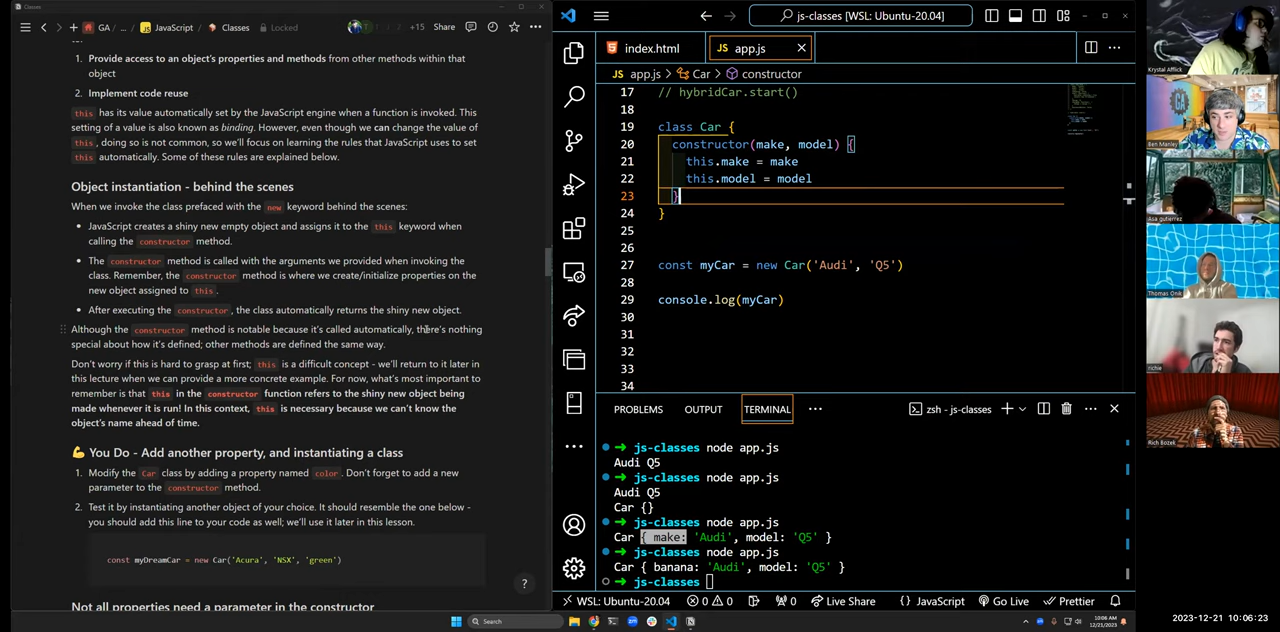 Classes
GA / ... / JavaScript / Classes Locked +15 Share
1. Provide access to an object's properties and methods from other methods within that
object
2. Implement code reuse
this has its value automatically set by the JavaScript engine when a function is invoked. This
setting of a value is also known as binding. However, even though we can change the value of
this, doing so is not common, so we'll focus on learning the rules that JavaScript uses to set
this automatically. Some of these rules are explained below.
Object instantiation - behind the scenes
When we invoke the class prefaced with the new keyword behind the scenes:
• JavaScript creates a shiny new empty object and assigns it to the this keyword when
calling the constructor method.
• The constructor method is called with the arguments we provided when invoking the
class. Remember, the constructor method is where we create/initialize properties on the
new object assigned to this.
• After executing the constructor, the class automatically returns the shiny new object.
Although the constructor method is notable because it's called automatically, there's nothing
special about how it's defined; other methods are defined the same way.
Don't worry if this is hard to grasp at first; this is a difficult concept - we'll return to it later in
this lecture when we can provide a more concrete example. For now, what's most important to
remember is that this in the constructor function refers to the shiny new object being
made whenever it is run! In this context, this is necessary because we can't know the
object's name ahead of time.
💪 You Do - Add another property, and instantiating a class
1. Modify the Car class by adding a property named color. Don't forget to add a new
parameter to the constructor method.
2. Test it by instantiating another object of your choice. It should resemble the one below -
you should add this line to your code as well; we'll use it later in this lesson.
const myDreamCar = new Car('Acura', 'NSX', 'green')
?
Not all properties need a parameter in the constructor
js-classes [WSL: Ubuntu-20.04]
index.html
JS app.js
JS app.js > Car > constructor
17 // hybridCar.start()
18
19 class Car {
20 constructor(make, model) {
21 this.make = make
22 this.model = model
23 }
24 }
25
26
27 const myCar = new Car('Audi', 'Q5')
28
29 console.log(myCar)
30
31
32
33
34
PROBLEMS OUTPUT TERMINAL ... zsh - js-classes
➜ js-classes node app.js
Audi Q5
➜ js-classes node app.js
Audi Q5
Car {}
➜ js-classes node app.js
Car { make: 'Audi', model: 'Q5' }
➜ js-classes node app.js
Car { banana: 'Audi', model: 'Q5' }
➜ js-classes
WSL: Ubuntu-20.04 0 0 0 Live Share {} JavaScript Go Live Prettier
Search
10:06 AM
12/21/2023
Krystal Afflick
Ben Manley
Asa gutierrez
Thomas Onik
richie
Rich Bozek
2023-12-21 10:06:23